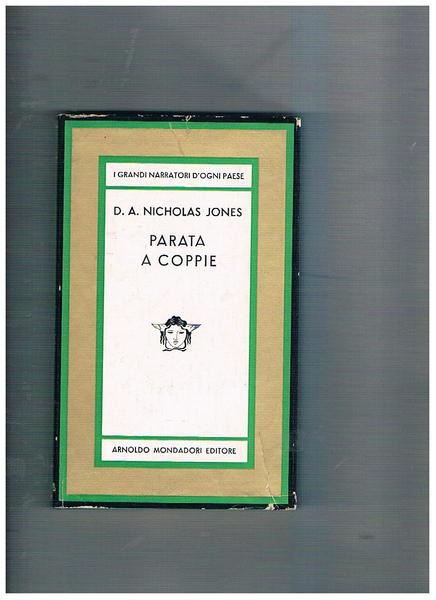 I GRANDI NARRATORI D'OGNI PAESE
D. A. NICHOLAS JONES
PARATA
A COPPIE
ARNOLDO MONDADORI EDITORE